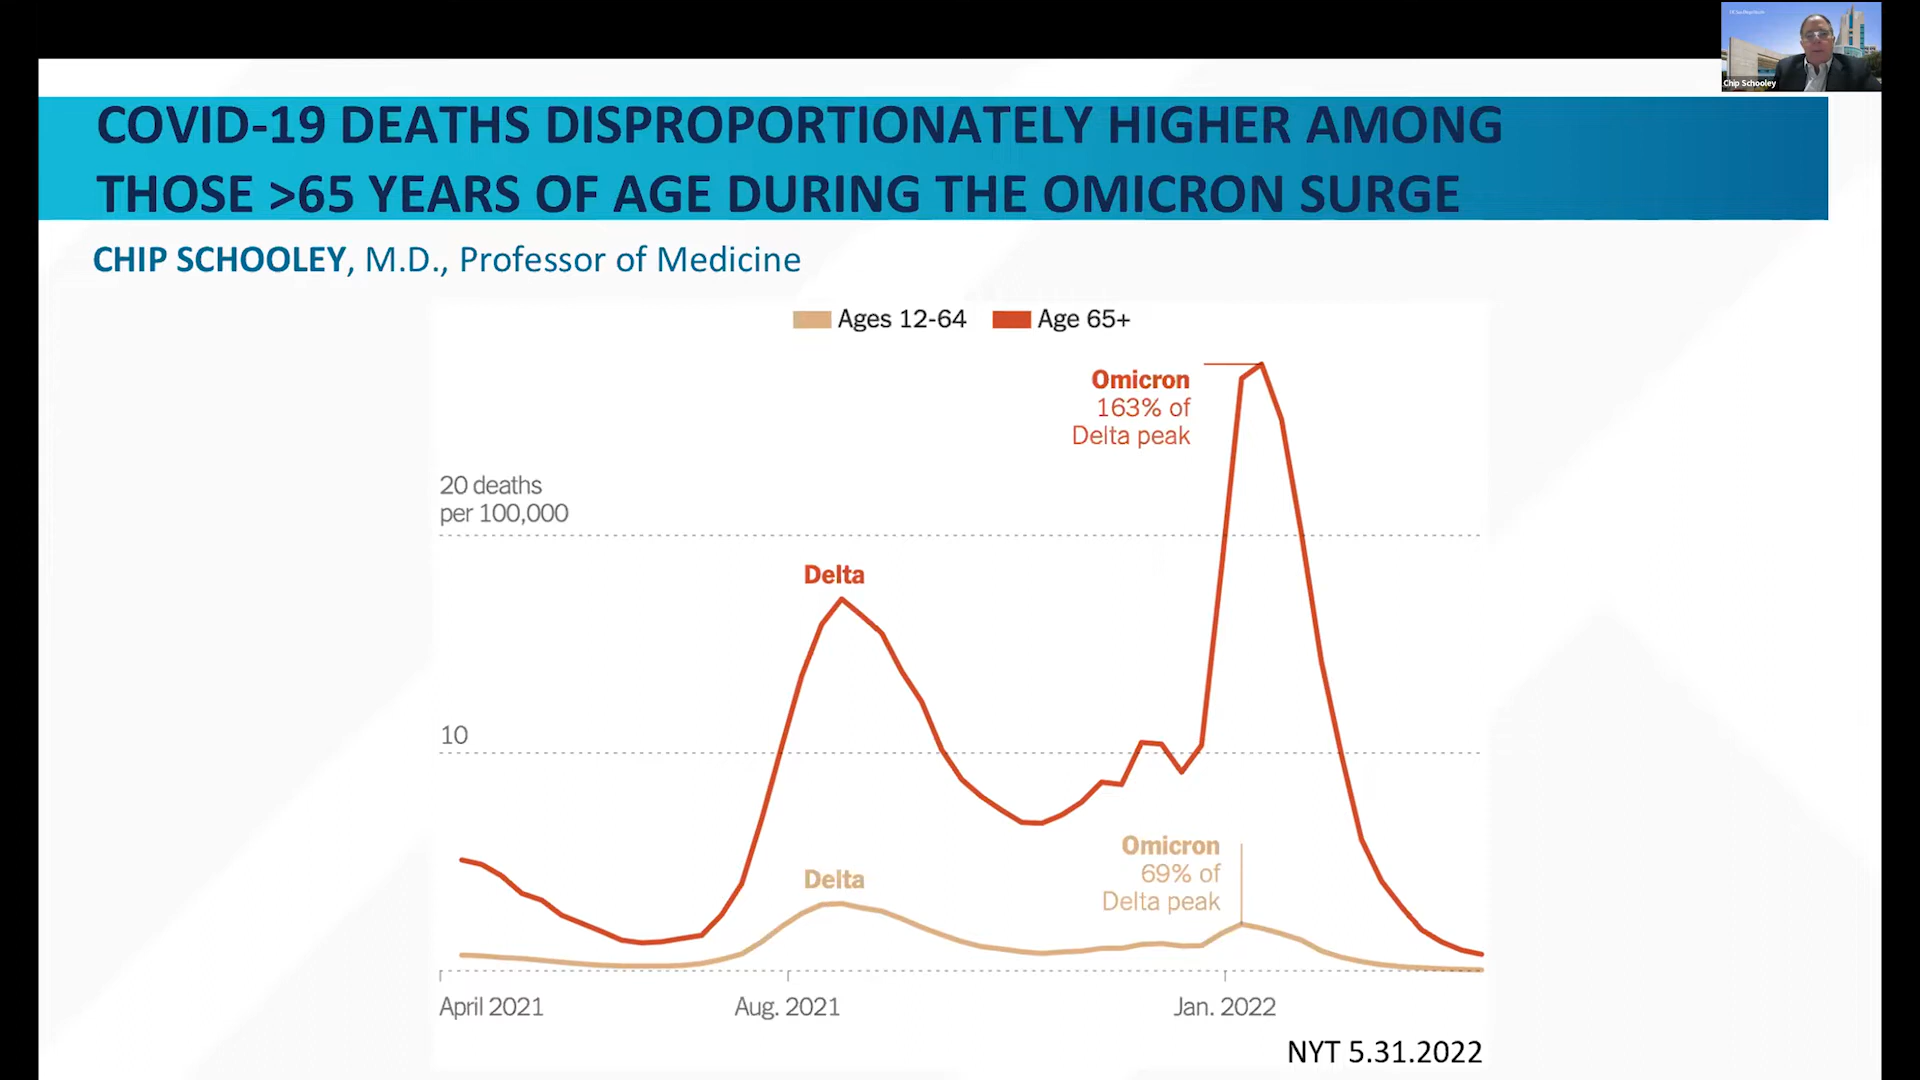 Chip Schooley
COVID-19 DEATHS DISPROPORTIONATELY HIGHER AMONG
THOSE >65 YEARS OF AGE DURING THE OMICRON SURGE
CHIP SCHOOLEY, M.D., Professor of Medicine
Ages 12-64 Age 65+
Omicron
163% of
Delta peak
20 deaths
per 100,000
Delta
10
Omicron
69% of
Delta peak
Delta
April 2021 Aug. 2021 Jan. 2022
NYT 5.31.2022